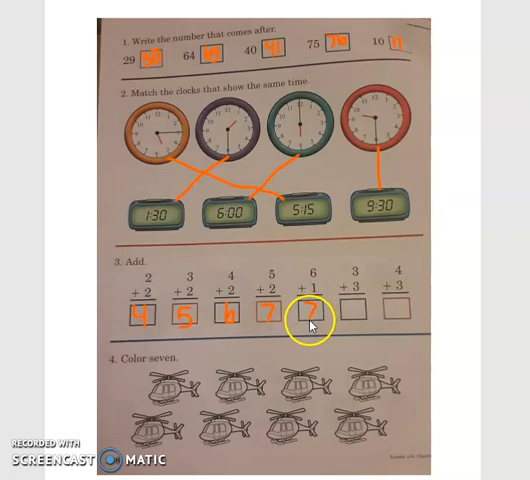 1. Write the number that comes after.
29 30 64 65 40 41 75 76 10 11
2. Match the clocks that show the same time.
1:30 6:00 5:15 9:30
3. Add.
2 3 4 5 6 3 4
+2 +2 +2 +2 +1 +3 +3
4 5 6 7 7
4. Color seven.
RECORDED WITH
SCREENCAST MATIC